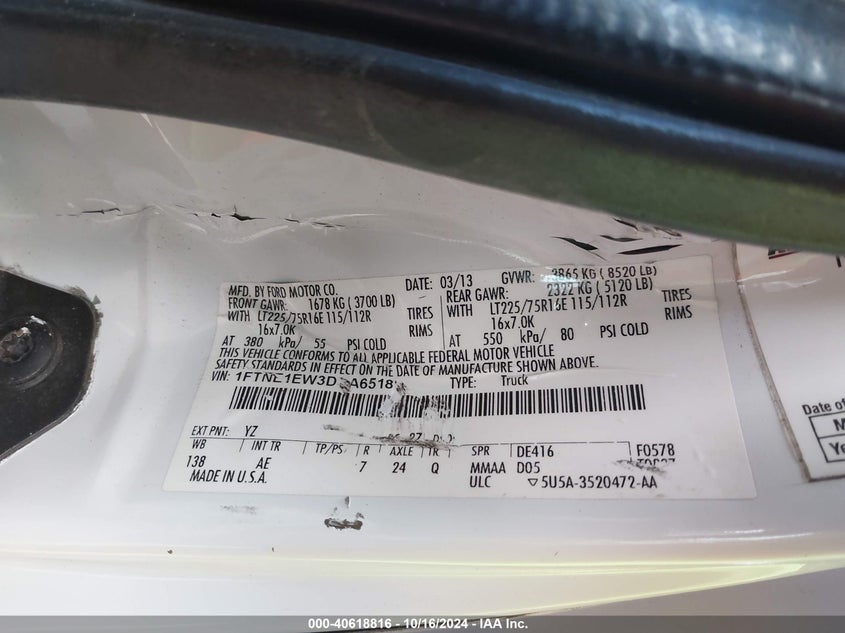 MFD. BY FORD MOTOR CO. DATE: 03/13 GVWR: 3865 KG ( 8520 LB)
FRONT GAWR: 1678 KG ( 3700 LB) REAR GAWR: 2322 KG ( 5120 LB)
WITH LT225/75R16E 115/112R TIRES WITH LT225/75R16E 115/112R TIRES
16x7.0K RIMS 16x7.0K RIMS
AT 380 kPa/ 55 PSI COLD AT 550 kPa/ 80 PSI COLD
THIS VEHICLE CONFORMS TO ALL APPLICABLE FEDERAL MOTOR VEHICLE
SAFETY STANDARDS IN EFFECT ON THE DATE OF MANUFACTURE SHOWN ABOVE.
VIN: TYPE: Truck
EXT PNT: YZ
WB INT TR TP/PS R AXLE TR SPR DE416 F0578
138 AE 7 24 Q MMAA D05
MADE IN U.S.A. ULC ▽5U5A-3520472-AA
Date of
M
Ye
000-40618816 - 10/16/2024 - IAA Inc.